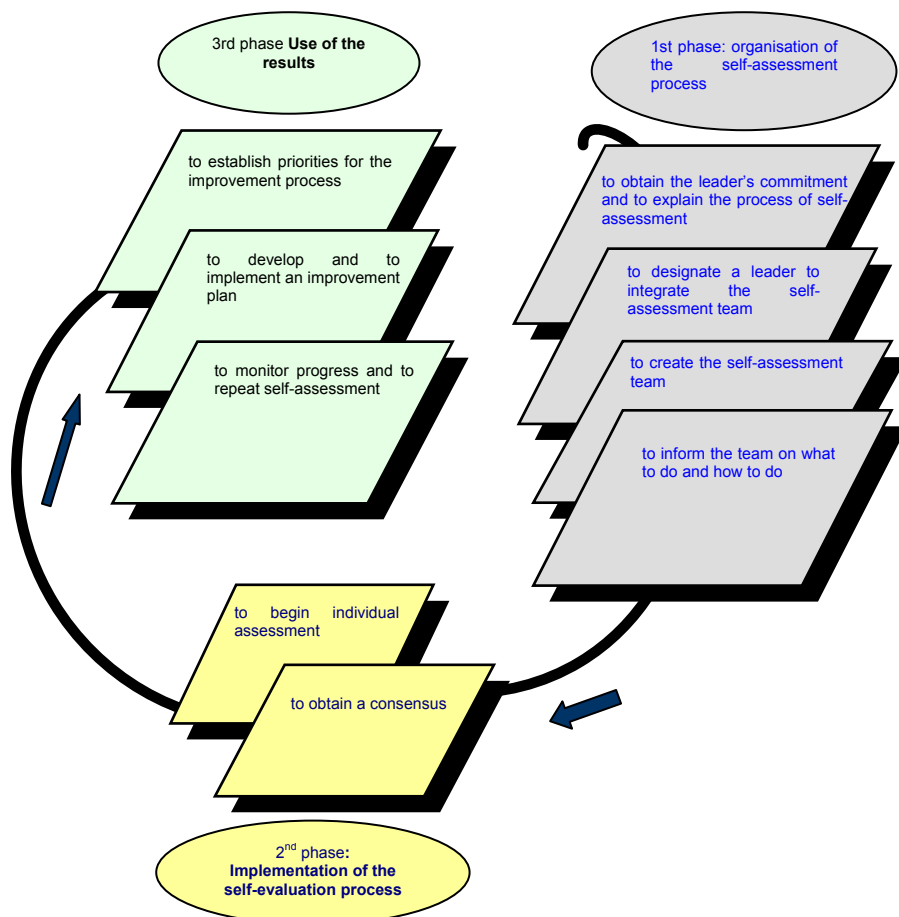 3rd phase Use of the
results
1st phase: organisation of
the self-assessment
process
to establish priorities for the
improvement process
to develop and to
implement an improvement
plan
to monitor progress and to
repeat self-assessment
to obtain the leader's commitment
and to explain the process of self-
assessment
to designate a leader to
integrate the self-
assessment team
to create the self-assessment
team
to inform the team on what
to do and how to do
to begin individual
assessment
to obtain a consensus
2nd phase:
Implementation of the
self-evaluation process